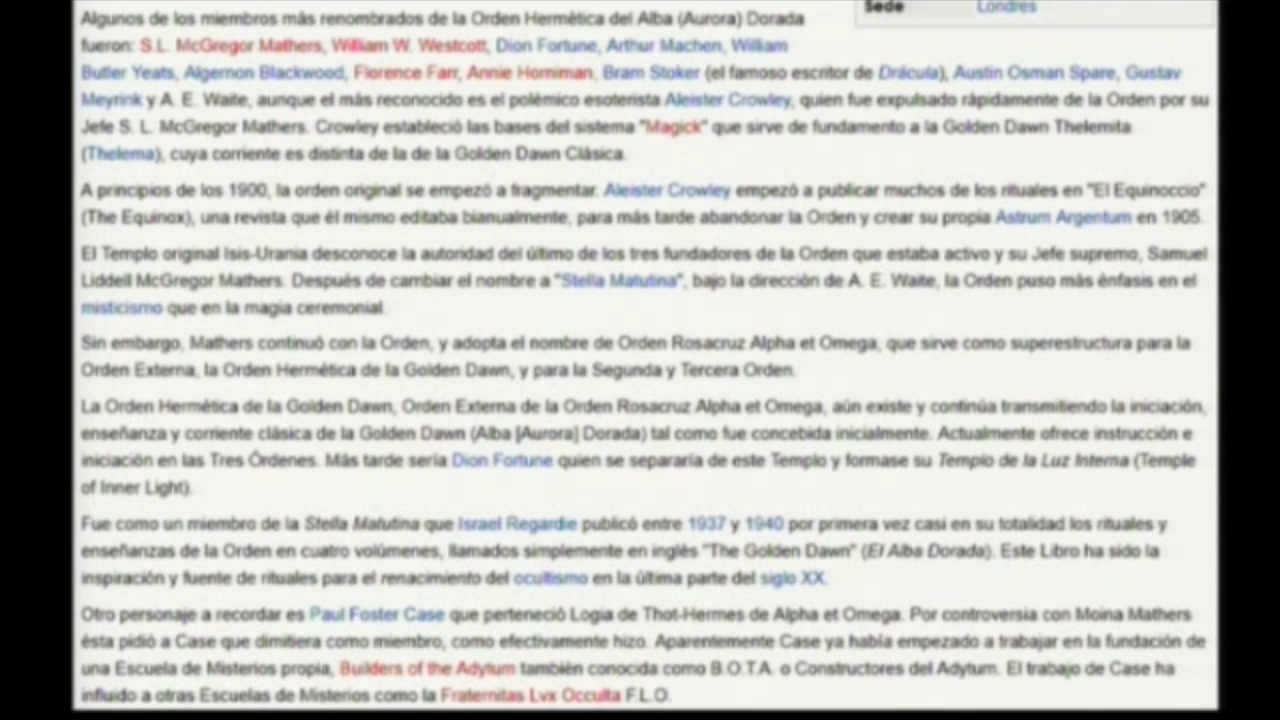 Algunos de los miembros más renombrados de la Orden Hermética del Alba (Aurora) Dorada
Sede Londres
fueron: S.L. McGregor Mathers, William W. Westcott, Dion Fortune, Arthur Machen, William
Butler Yeats, Algernon Blackwood, Florence Farr, Annie Horniman, Bram Stoker (el famoso escritor de Drácula), Austin Osman Spare, Gustav
Meyrink y A. E. Waite, aunque el más reconocido es el polémico esoterista Aleister Crowley, quien fue expulsado rápidamente de la Orden por su
Jefe S. L. McGregor Mathers. Crowley estableció las bases del sistema "Magick" que sirve de fundamento a la Golden Dawn Thelemita
(Thelema), cuya corriente es distinta de la de la Golden Dawn Clásica.
A principios de los 1900, la orden original se empezó a fragmentar. Aleister Crowley empezó a publicar muchos de los rituales en "El Equinoccio"
(The Equinox), una revista que él mismo editaba bianualmente, para más tarde abandonar la Orden y crear su propia Astrum Argentum en 1905.
El Templo original Isis-Urania desconoce la autoridad del último de los tres fundadores de la Orden que estaba activo y su Jefe supremo, Samuel
Liddell McGregor Mathers. Después de cambiar el nombre a "Stella Matutina", bajo la dirección de A. E. Waite, la Orden puso más énfasis en el
misticismo que en la magia ceremonial.
Sin embargo, Mathers continuó con la Orden, y adopta el nombre de Orden Rosacruz Alpha et Omega, que sirve como superestructura para la
Orden Externa, la Orden Hermética de la Golden Dawn, y para la Segunda y Tercera Orden.
La Orden Hermética de la Golden Dawn, Orden Externa de la Orden Rosacruz Alpha et Omega, aún existe y continúa transmitiendo la iniciación,
enseñanza y corriente clásica de la Golden Dawn (Alba [Aurora] Dorada) tal como fue concebida inicialmente. Actualmente ofrece instrucción e
iniciación en las Tres Órdenes. Más tarde sería Dion Fortune quien se separaría de este Templo y formase su Templo de la Luz Interna (Temple
of Inner Light).
Fue como un miembro de la Stella Matutina que Israel Regardie publicó entre 1937 y 1940 por primera vez casi en su totalidad los rituales y
enseñanzas de la Orden en cuatro volúmenes, llamados simplemente en inglés "The Golden Dawn" (El Alba Dorada). Este Libro ha sido la
inspiración y fuente de rituales para el renacimiento del ocultismo en la última parte del siglo XX.
Otro personaje a recordar es Paul Foster Case que perteneció Logia de Thot-Hermes de Alpha et Omega. Por controversia con Moina Mathers
ésta pidió a Case que dimitiera como miembro, como efectivamente hizo. Aparentemente Case ya había empezado a trabajar en la fundación de
una Escuela de Misterios propia, Builders of the Adytum también conocida como B.O.T.A. o Constructores del Adytum. El trabajo de Case ha
influido a otras Escuelas de Misterios como la Fraternitas Lvx Occulta F.L.O.